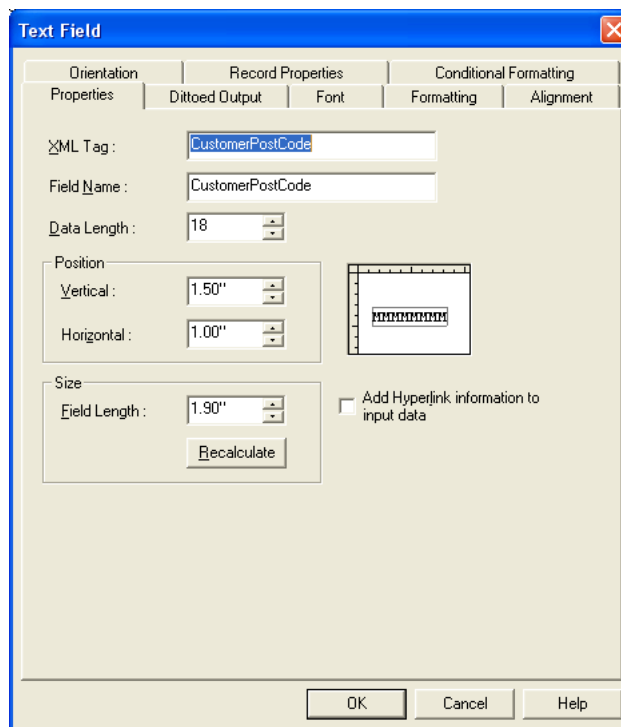 Text Field
Orientation Record Properties Conditional Formatting
Properties Dittoed Output Font Formatting Alignment
XML Tag : CustomerPostCode
Field Name : CustomerPostCode
Data Length : 18
Position
Vertical : 1.50"
Horizontal : 1.00"
MMMMMMMM
Size
Field Length : 1.90"
Add Hyperlink information to
input data
Recalculate
OK Cancel Help